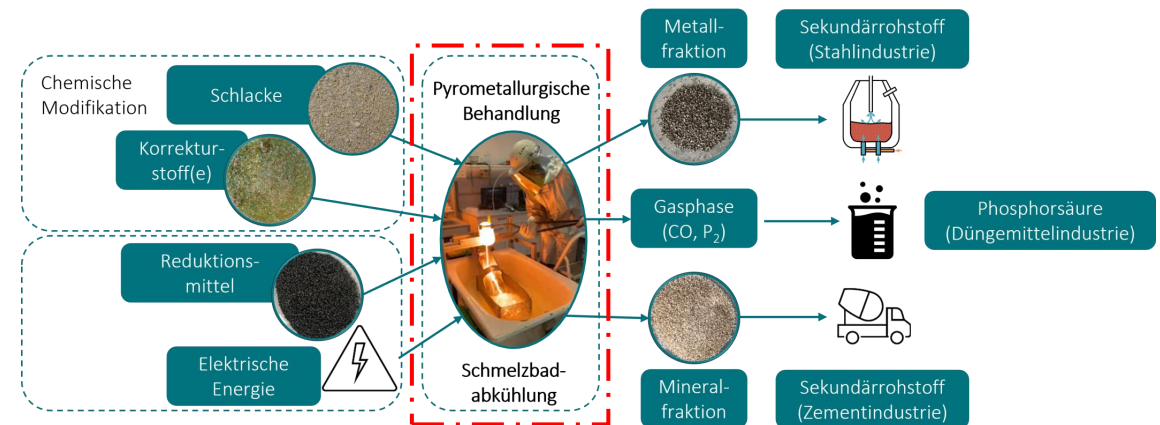 Chemische
Modifikation
Schlacke
Korrektur-
stoff(e)
Reduktions-
mittel
Elektrische
Energie
Pyrometallurgische
Behandlung
Schmelzbad-
abkühlung
Metall-
fraktion
Sekundärrohstoff
(Stahlindustrie)
Gasphase
(CO, P₂)
Phosphorsäure
(Düngemittelindustrie)
Mineral-
fraktion
Sekundärrohstoff
(Zementindustrie)